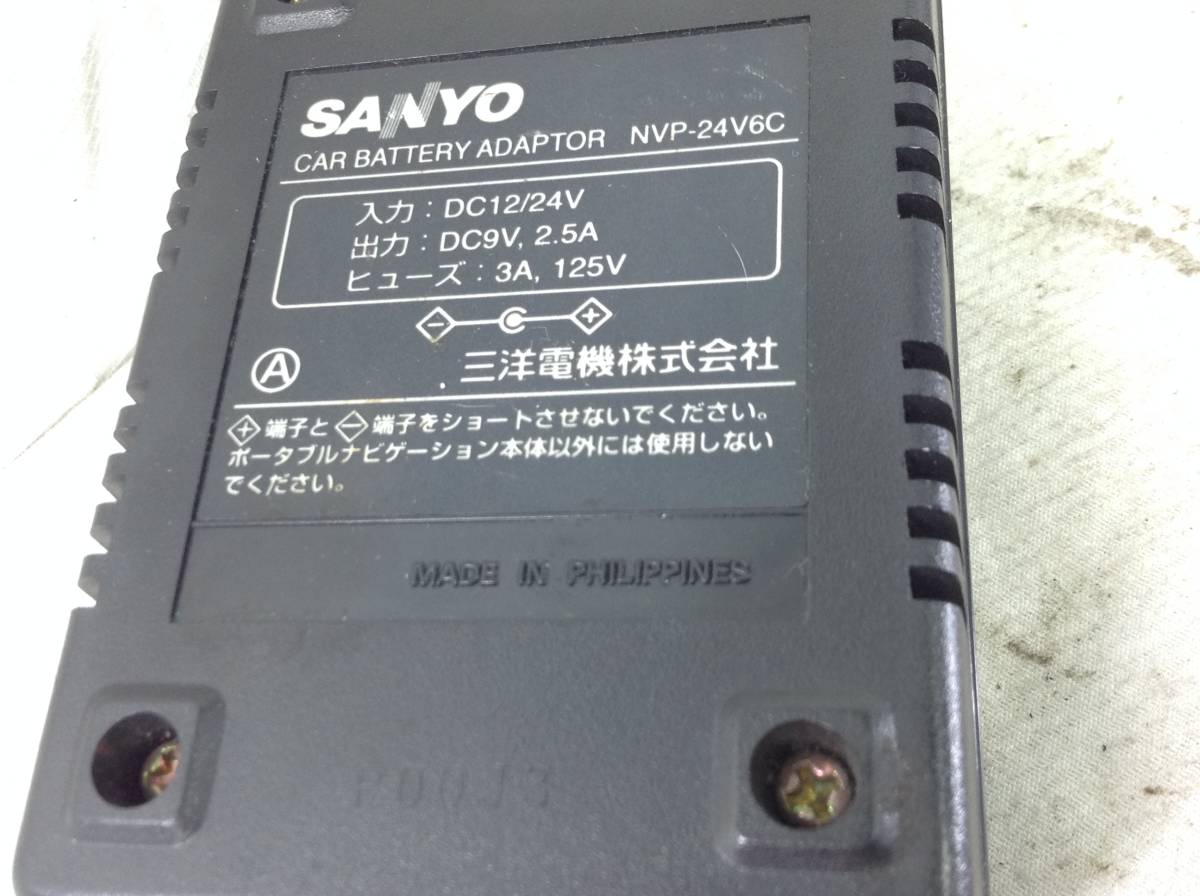 SANYO
CAR BATTERY ADAPTOR NVP-24V6C
入力：DC12/24V
出力：DC9V, 2.5A
ヒューズ：3A, 125V
Ⓐ 三洋電機株式会社
端子と 端子をショートさせないでください。
ポータブルナビゲーション本体以外には使用しない
でください。
MADE IN PHILIPPINES